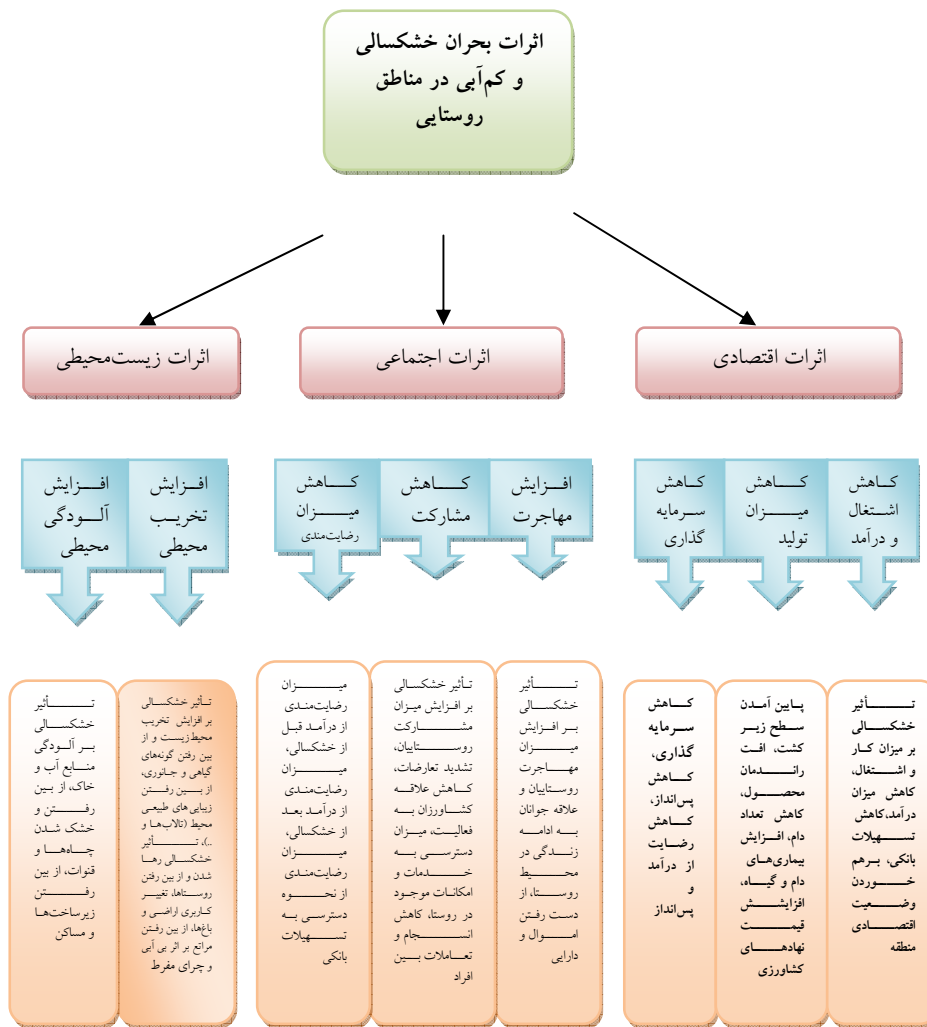 اثرات بحران خشکسالی
و کم‌آبی در مناطق
روستایی
اثرات اقتصادی
اثرات اجتماعی
اثرات زیست‌محیطی
کاهش
اشتغال
و درآمد
کاهش
میزان
تولید
کاهش
سرمایه
گذاری
افزایش
مهاجرت
کاهش
مشارکت
کاهش
میزان
رضایت‌مندی
افزایش
تخریب
محیطی
افزایش
آلودگی
محیطی
تأثیر
خشکسالی
بر میزان کار
و اشتغال،
کاهش میزان
درآمد،کاهش
تسهیلات
بانکی، برهم
خوردن
وضعیت
اقتصادی
منطقه
پایین آمدن
سطح زیر
کشت، افت
راندمان
محصول،
کاهش تعداد
دام، افزایش
بیماری‌های
دام و گیاه،
افزایش
قیمت
نهادهای
کشاورزی
کاهش
سرمایه
گذاری،
کاهش
پس‌انداز،
کاهش
رضایت
از درآمد
و
پس‌انداز
تأثیر
خشکسالی
بر افزایش
میزان
مهاجرت
روستاییان و
علاقه جوانان
به ادامه
زندگی در
محیط
روستا، از
دست رفتن
اموال و
دارایی
تأثیر خشکسالی
بر افزایش میزان
مشارکت
روستاییان،
تشدید تعارضات،
کاهش علاقه
کشاورزان به
فعالیت، میزان
دسترسی به
خدمات و
امکانات موجود
در روستا، کاهش
انسجام و
تعاملات بین
افراد
میزان
رضایت‌مندی
از درآمد قبل
از خشکسالی،
میزان
رضایت‌مندی
از درآمد بعد
از خشکسالی،
میزان
رضایت‌مندی
از نحوه
دسترسی به
تسهیلات
بانکی
تأثیر خشکسالی
بر افزایش تخریب
محیط‌زیست و از
بین رفتن گونه‌های
گیاهی و جانوری،
از بین رفتن
زیبایی‌های طبیعی
محیط (تالاب‌ها و
..)، تأثیر
خشکسالی رها
شدن و از بین رفتن
روستاها، تغییر
کاربری اراضی و
باغ‌ها، از بین رفتن
مراتع بر اثر بی آبی
و چرای مفرط
تأثیر
خشکسالی
بر آلودگی
منابع آب و
خاک، از بین
رفتن و
خشک شدن
چاه‌ها و
قنوات، از بین
رفتن
زیرساخت‌ها
و مساکن